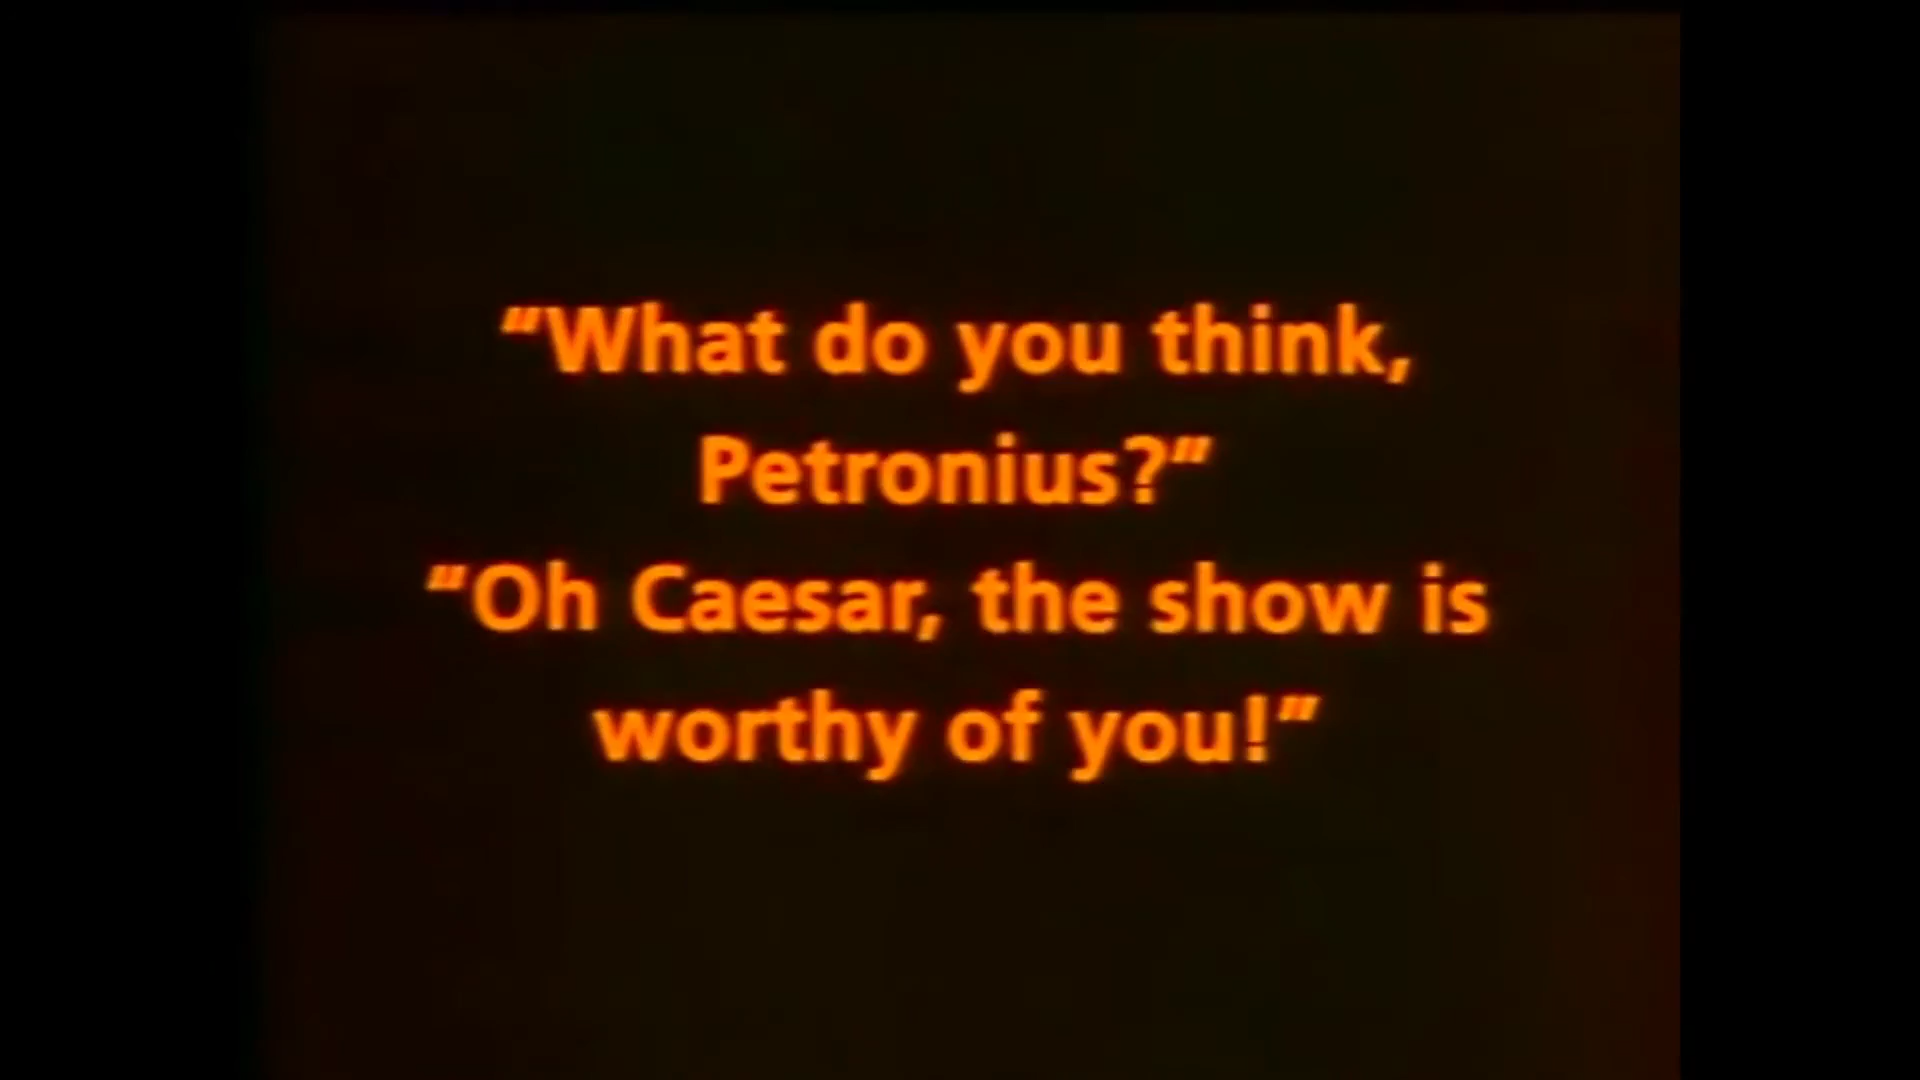 “What do you think,
Petronius?”
“Oh Caesar, the show is
worthy of you!”